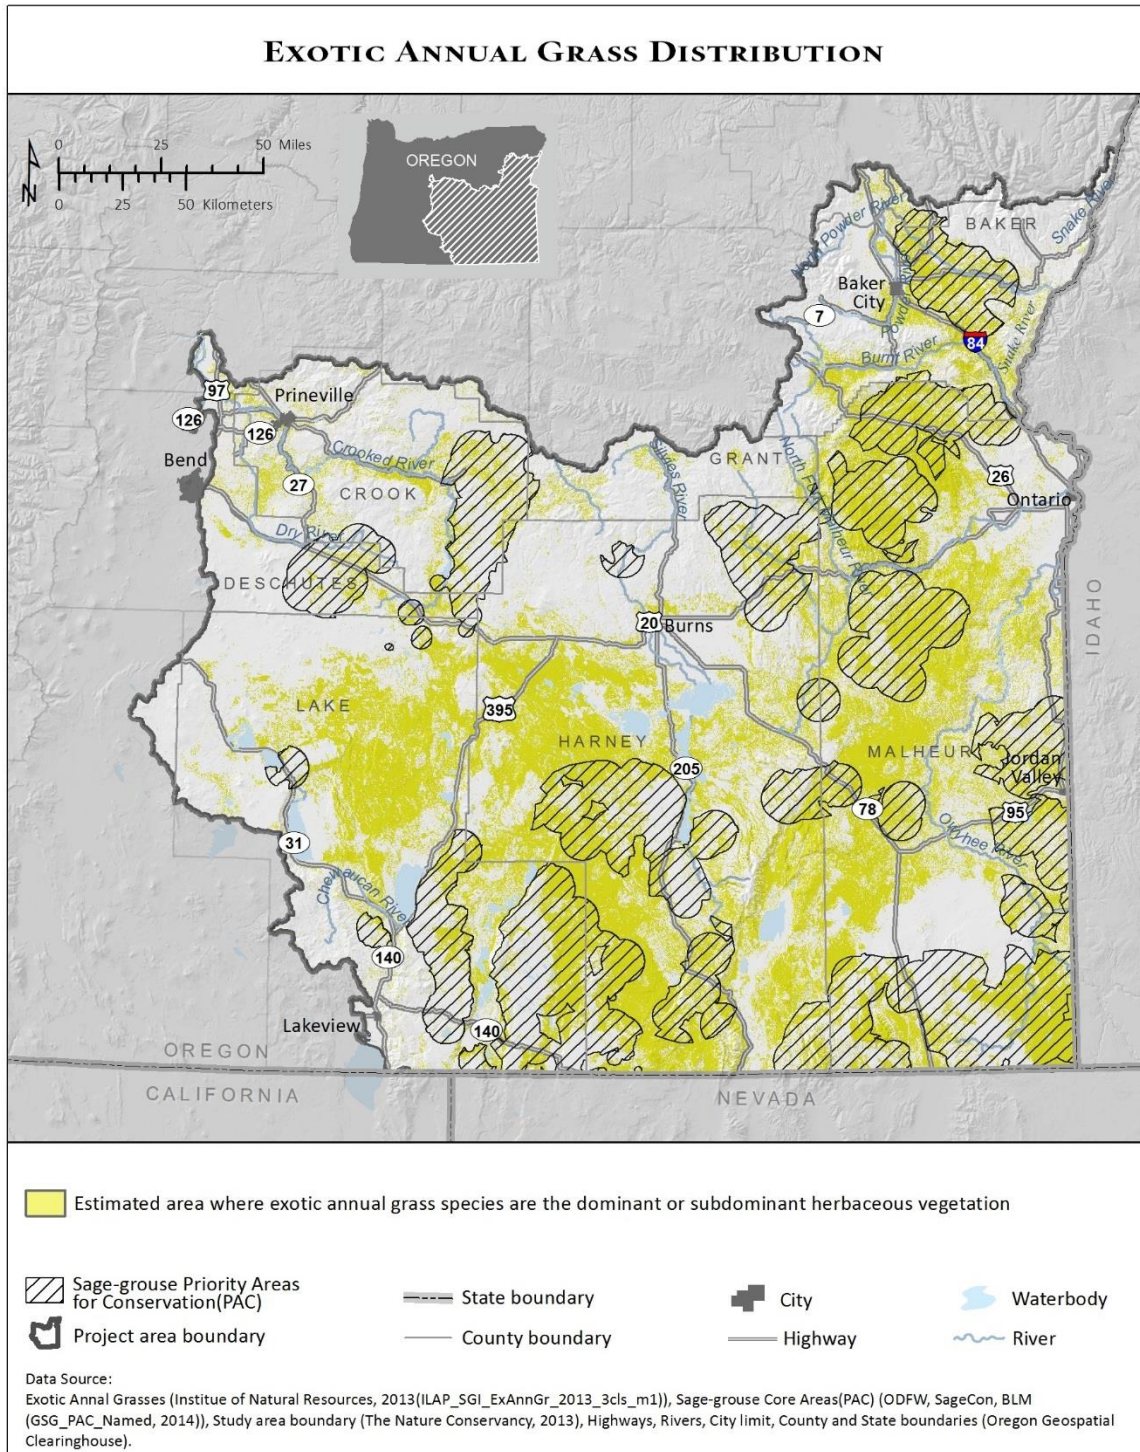 EXOTIC ANNUAL GRASS DISTRIBUTION
0 25 50 Miles
0 25 50 Kilometers
N
OREGON
BAKER
Snake River
North Powder River
Baker City
Powder River
7
84
Burnt River
Snake River
97
Prineville
126
126
Bend
Crooked River
27
CROOK
Silvies River
GRANT
North Fork Malheur River
26
Ontario
Dry River
DESCHUTES
IDAHO
20
Burns
LAKE
395
HARNEY
MALHEUR
Jordan Valley
205
78
95
Owyhee River
31
Chewaucan River
140
Lakeview
140
OREGON
CALIFORNIA
NEVADA
Estimated area where exotic annual grass species are the dominant or subdominant herbaceous vegetation
Sage-grouse Priority Areas for Conservation(PAC)
State boundary
City
Waterbody
Project area boundary
County boundary
Highway
River
Data Source:
Exotic Annal Grasses (Institue of Natural Resources, 2013(ILAP_SGI_ExAnnGr_2013_3cls_m1)), Sage-grouse Core Areas(PAC) (ODFW, SageCon, BLM
(GSG_PAC_Named, 2014)), Study area boundary (The Nature Conservancy, 2013), Highways, Rivers, City limit, County and State boundaries (Oregon Geospatial
Clearinghouse).